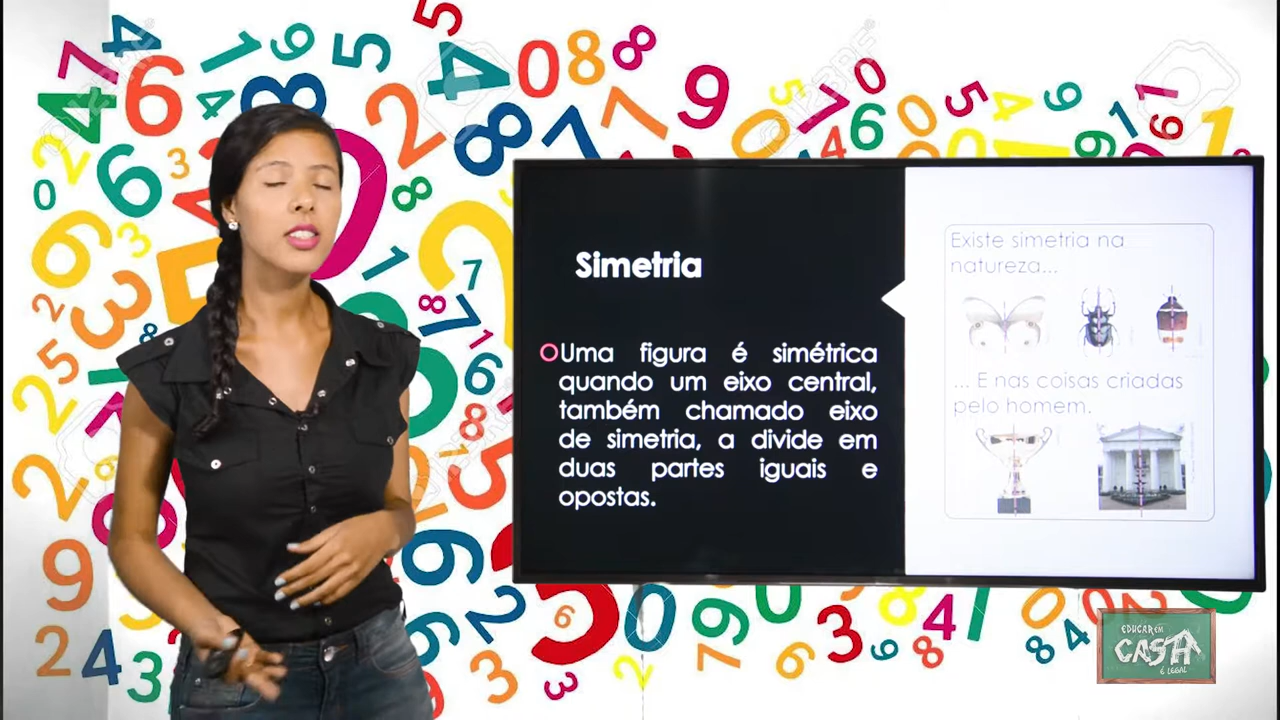 Simetria
Uma figura é simétrica
quando um eixo central,
também chamado eixo
de simetria, a divide em
duas partes iguais e
opostas.
Existe simetria na
natureza...
... E nas coisas criadas
pelo homem.
EDUCAR EM
CASA
É LEGAL